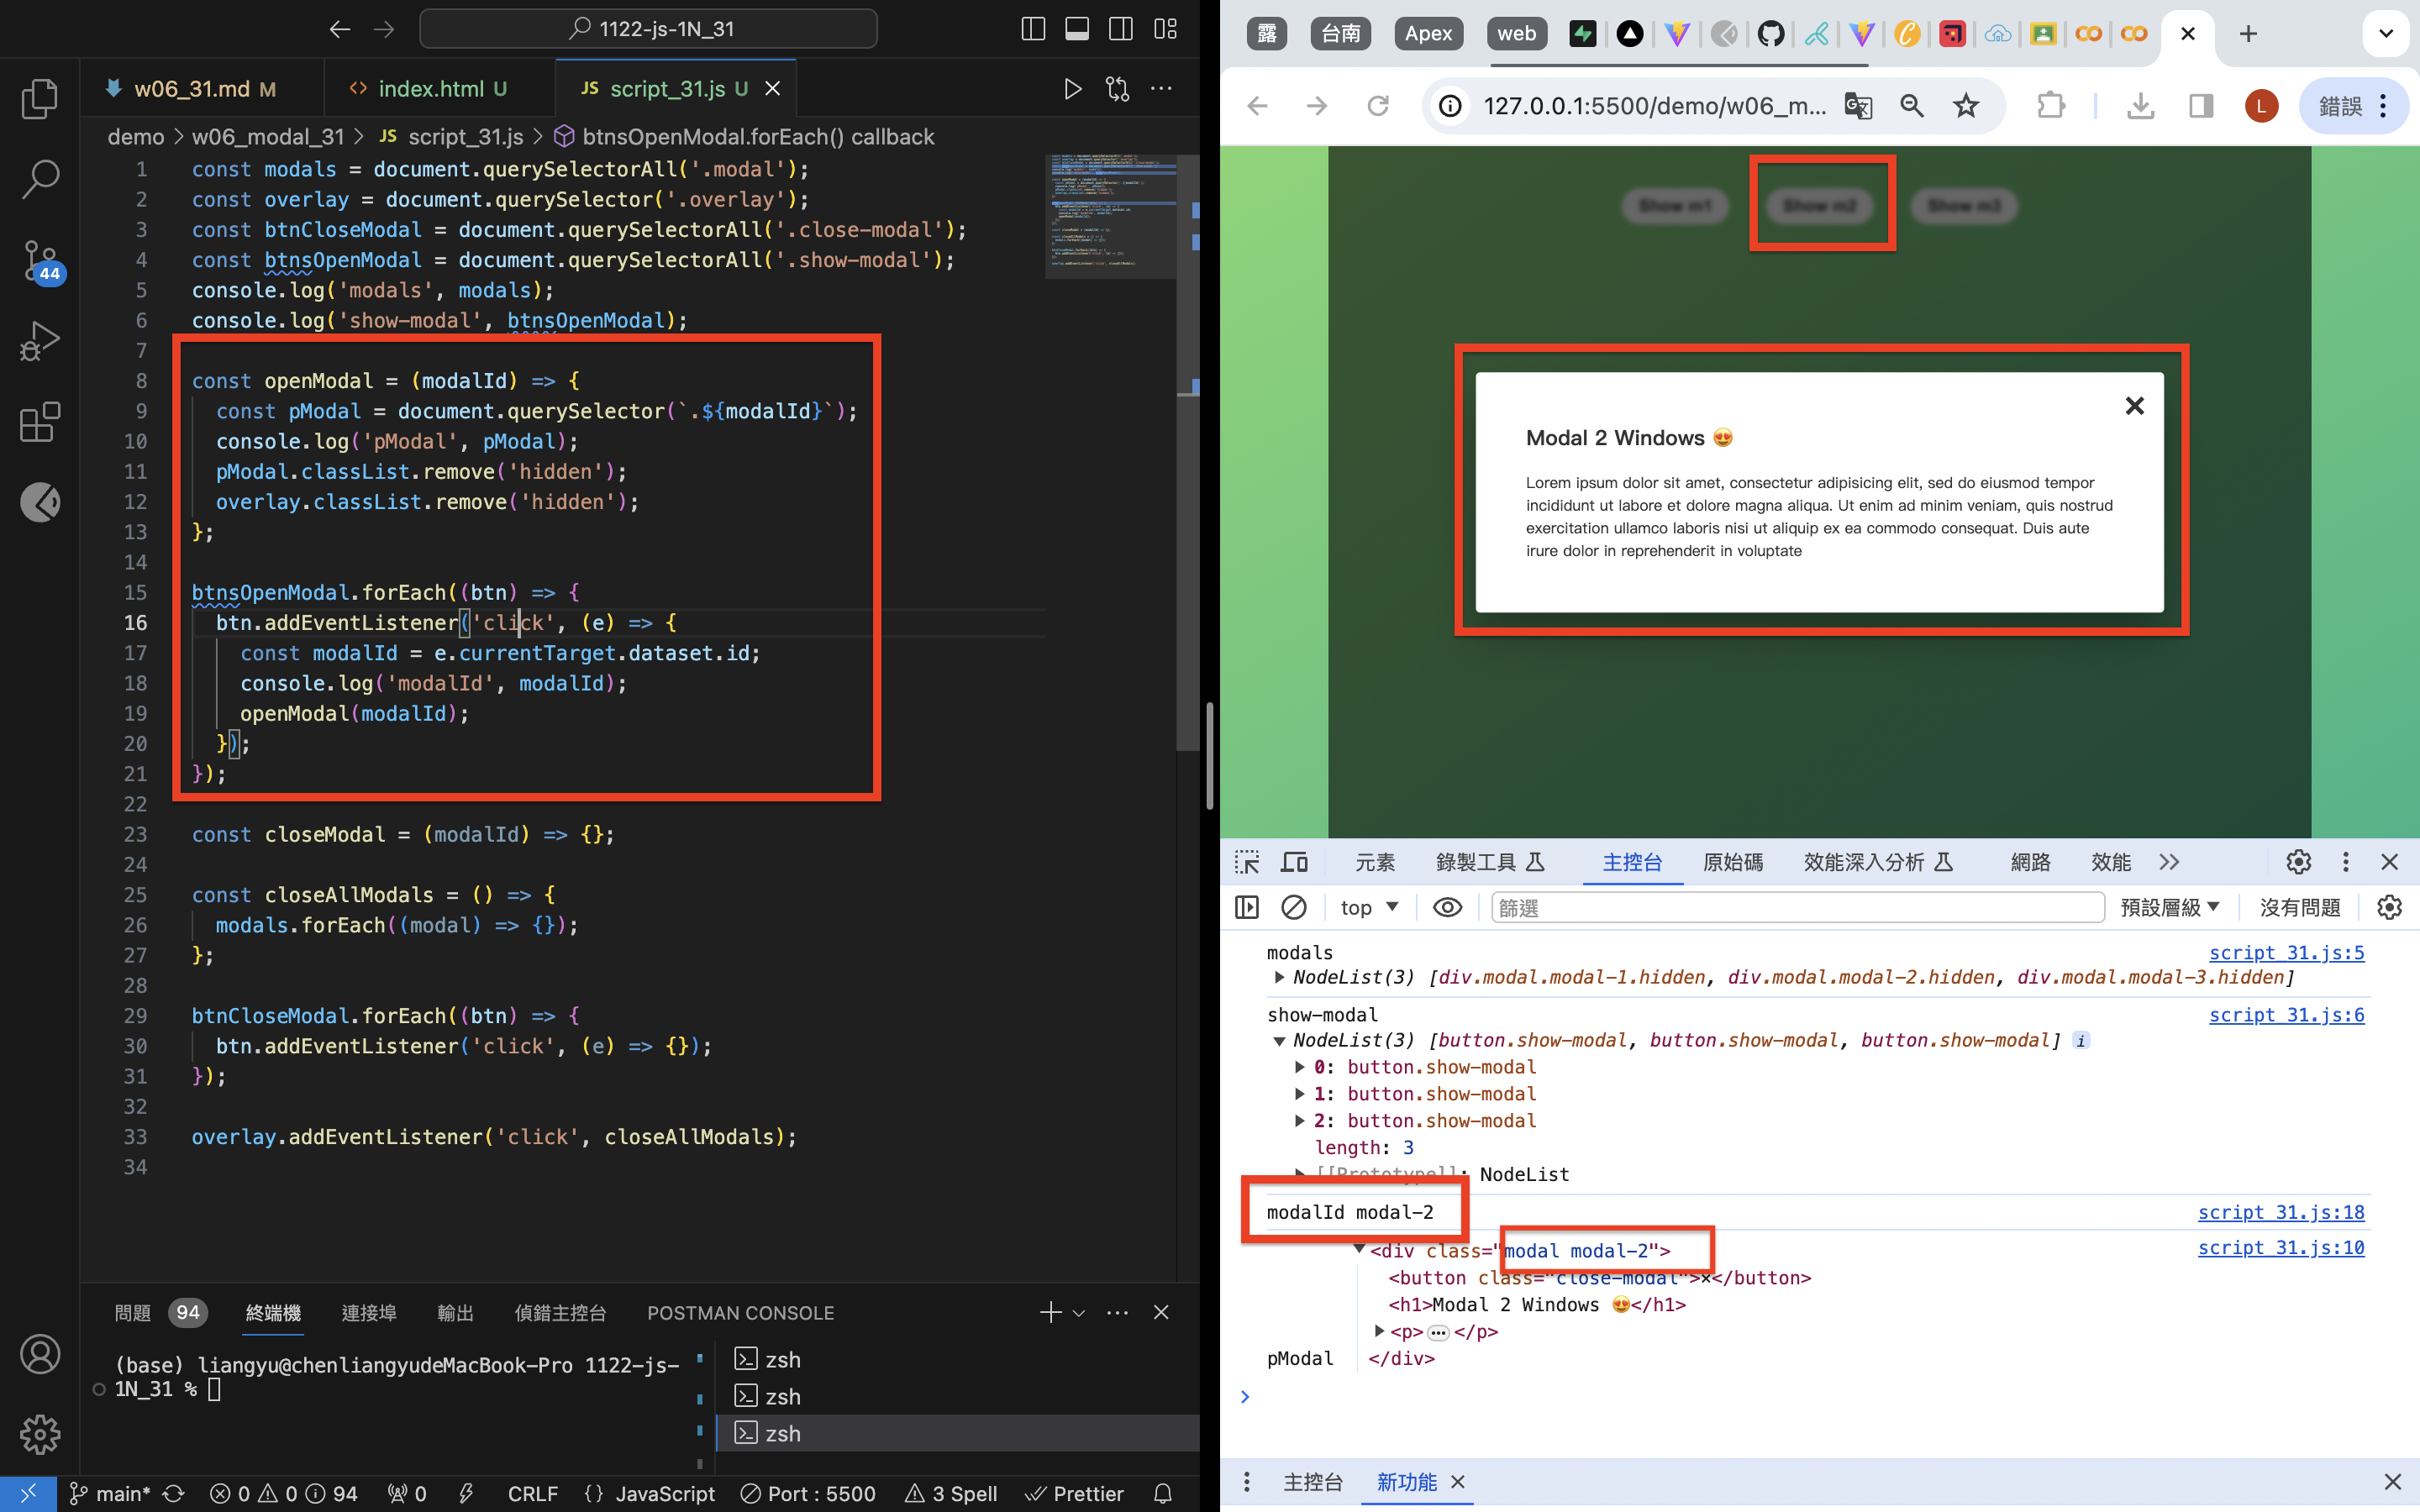 1122-js-1N_31
w06_31.md M
index.html U
JS script_31.js U
demo > w06_modal_31 > JS script_31.js > btnsOpenModal.forEach() callback
1 const modals = document.querySelectorAll('.modal');
2 const overlay = document.querySelector('.overlay');
3 const btnCloseModal = document.querySelectorAll('.close-modal');
4 const btnsOpenModal = document.querySelectorAll('.show-modal');
5 console.log('modals', modals);
6 console.log('show-modal', btnsOpenModal);
7
8 const openModal = (modalId) => {
9 const pModal = document.querySelector(`.${modalId}`);
10 console.log('pModal', pModal);
11 pModal.classList.remove('hidden');
12 overlay.classList.remove('hidden');
13 };
14
15 btnsOpenModal.forEach((btn) => {
16 btn.addEventListener('click', (e) => {
17 const modalId = e.currentTarget.dataset.id;
18 console.log('modalId', modalId);
19 openModal(modalId);
20 });
21 });
22
23 const closeModal = (modalId) => {};
24
25 const closeAllModals = () => {
26 modals.forEach((modal) => {});
27 };
28
29 btnCloseModal.forEach((btn) => {
30 btn.addEventListener('click', (e) => {});
31 });
32
33 overlay.addEventListener('click', closeAllModals);
34
44
問題 94 終端機 連接埠 輸出 偵錯主控台 POSTMAN CONSOLE
(base) liangyu@chenliangyudeMacBook-Pro 1122-js-
1N_31 %
zsh
zsh
zsh
main* 0 0 94 0 CRLF {} JavaScript Port : 5500 3 Spell Prettier
露 台南 Apex web
127.0.0.1:5500/demo/w06_m...
L
錯誤
Show m1 Show m2 Show m3
Modal 2 Windows 😍
Lorem ipsum dolor sit amet, consectetur adipisicing elit, sed do eiusmod tempor
incididunt ut labore et dolore magna aliqua. Ut enim ad minim veniam, quis nostrud
exercitation ullamco laboris nisi ut aliquip ex ea commodo consequat. Duis aute
irure dolor in reprehenderit in voluptate
元素 錄製工具 主控台 原始碼 效能深入分析 網路 效能
top 篩選 預設層級 沒有問題
modals script_31.js:5
NodeList(3) [div.modal.modal-1.hidden, div.modal.modal-2.hidden, div.modal.modal-3.hidden]
show-modal script_31.js:6
NodeList(3) [button.show-modal, button.show-modal, button.show-modal] i
0: button.show-modal
1: button.show-modal
2: button.show-modal
length: 3
[[Prototype]]: NodeList
modalId modal-2 script_31.js:18
<div class="modal modal-2"> script_31.js:10
<button class="close-modal">×</button>
<h1>Modal 2 Windows 😍</h1>
<p>…</p>
pModal </div>
主控台 新功能